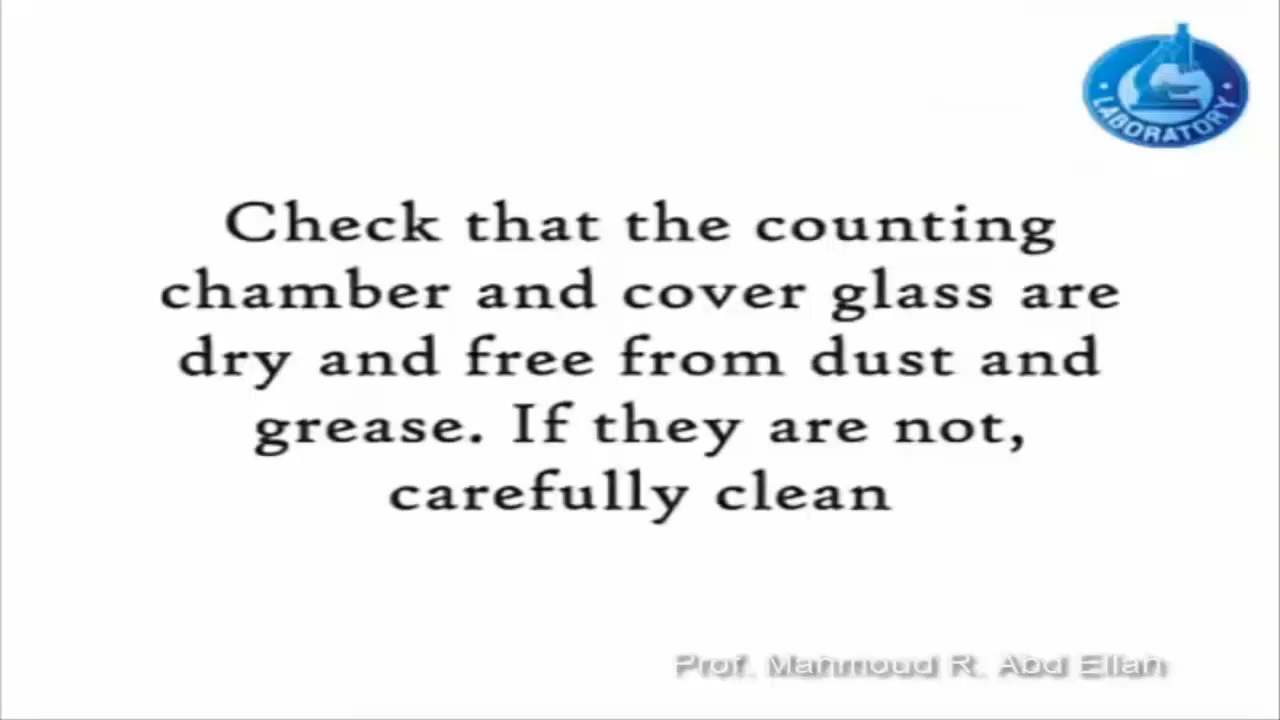 LABORATORY
Check that the counting
chamber and cover glass are
dry and free from dust and
grease. If they are not,
carefully clean
Prof. Mahmoud R. Abd Ellah